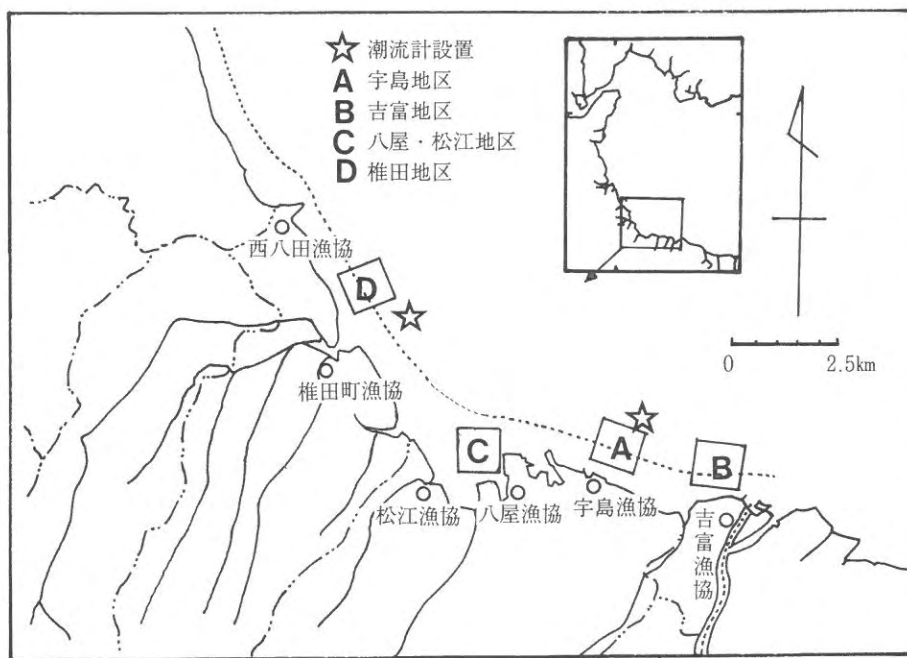 潮流計設置
A 宇島地区
B 吉富地区
C 八屋・松江地区
D 椎田地区
西八田漁協
D
0 2.5km
椎田町漁協
C
A
B
松江漁協
八屋漁協
宇島漁協
吉富漁協